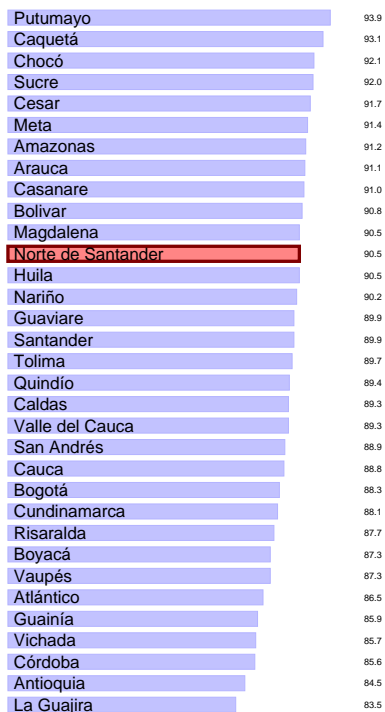 Putumayo 93.9
Caquetá 93.1
Chocó 92.1
Sucre 92.0
Cesar 91.7
Meta 91.4
Amazonas 91.2
Arauca 91.1
Casanare 91.0
Bolivar 90.8
Magdalena 90.5
Norte de Santander 90.5
Huila 90.5
Nariño 90.2
Guaviare 89.9
Santander 89.9
Tolima 89.7
Quindío 89.4
Caldas 89.3
Valle del Cauca 89.3
San Andrés 88.9
Cauca 88.8
Bogotá 88.3
Cundinamarca 88.1
Risaralda 87.7
Boyacá 87.3
Vaupés 87.3
Atlántico 86.5
Guainía 85.9
Vichada 85.7
Córdoba 85.6
Antioquia 84.5
La Guajira 83.5